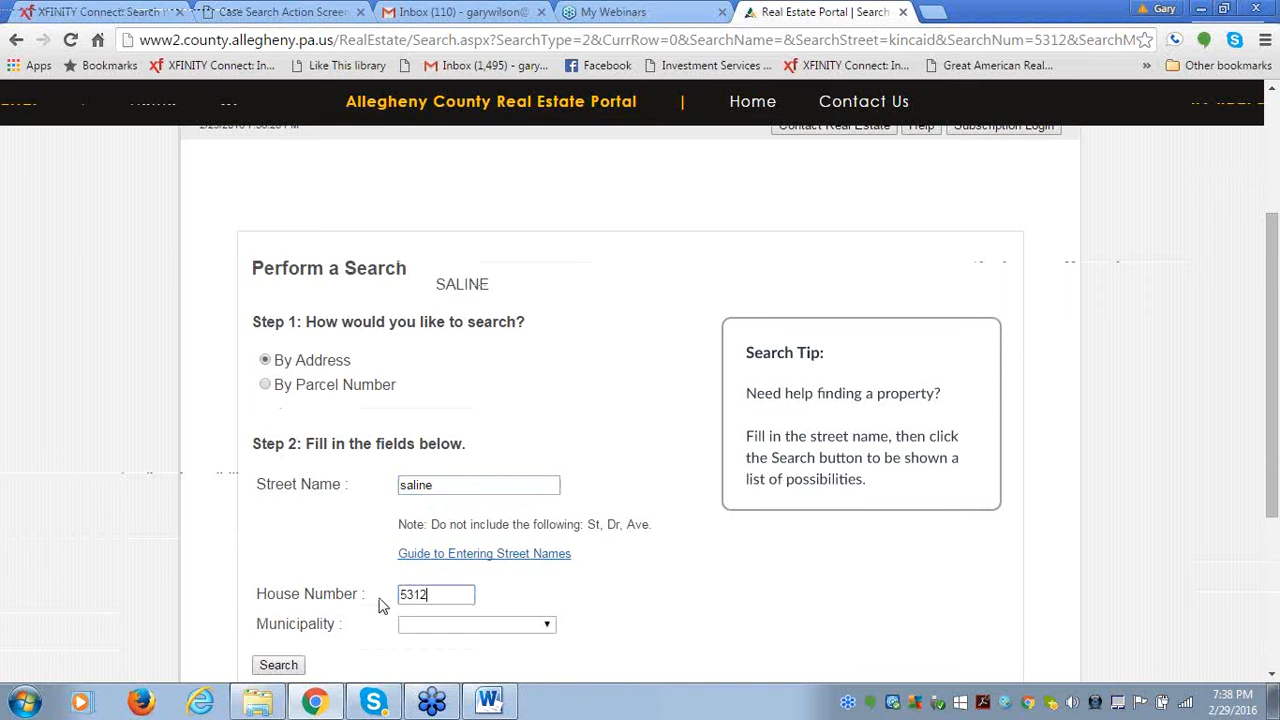 XFINITY Connect: Search
Case Search Action Screen
Inbox (110) - garywilson
My Webinars
Real Estate Portal | Search
Gary
www2.county.allegheny.pa.us/RealEstate/Search.aspx?SearchType=2&CurrRow=0&SearchName=&SearchStreet=kincaid&SearchNum=5312&SearchM
Apps
Bookmarks
XFINITY Connect: In...
Like This library
Inbox (1,495) - gary...
Facebook
Investment Services ...
XFINITY Connect: In...
Great American Real...
»
Other bookmarks
Allegheny County Real Estate Portal | Home Contact Us
Contact Real Estate Help Subscription Login
Perform a Search
SALINE
Step 1: How would you like to search?
By Address
By Parcel Number
Step 2: Fill in the fields below.
Street Name : saline
Note: Do not include the following: St, Dr, Ave.
Guide to Entering Street Names
House Number : 5312
Municipality :
Search
Search Tip:
Need help finding a property?
Fill in the street name, then click
the Search button to be shown a
list of possibilities.
7:38 PM
2/29/2016